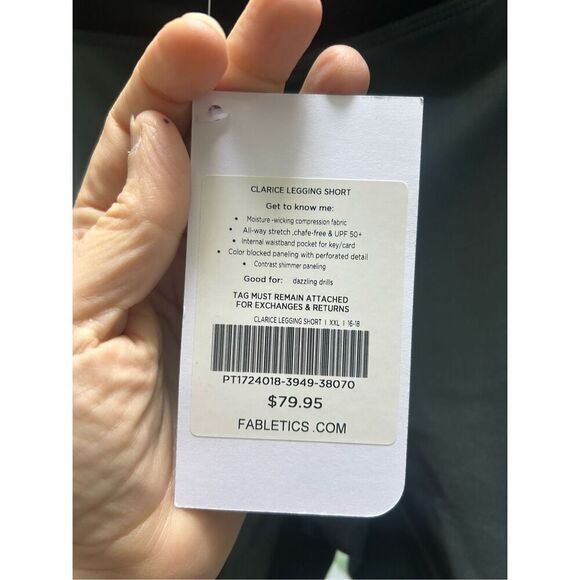 CLARICE LEGGING SHORT
Get to know me:
• Moisture -wicking compression fabric
• All-way stretch ,chafe-free & UPF 50+
• Internal waistband pocket for key/card
• Color blocked paneling with perforated detail
• Contrast shimmer paneling
Good for: dazzling drills
TAG MUST REMAIN ATTACHED
FOR EXCHANGES & RETURNS
CLARICE LEGGING SHORT | XXL | 16-18
PT1724018-3949-38070
$79.95
FABLETICS .COM